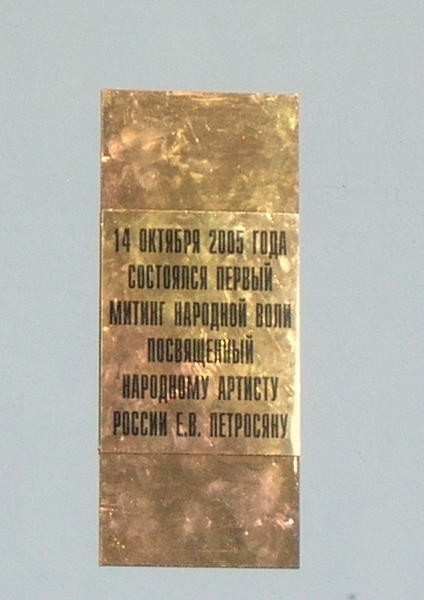 14 ОКТЯБРЯ 2005 ГОДА
СОСТОЯЛСЯ ПЕРВЫЙ
МИТИНГ НАРОДНОЙ ВОЛИ
ПОСВЯЩЕННЫЙ
НАРОДНОМУ АРТИСТУ
РОССИИ Е.В. ПЕТРОСЯНУ